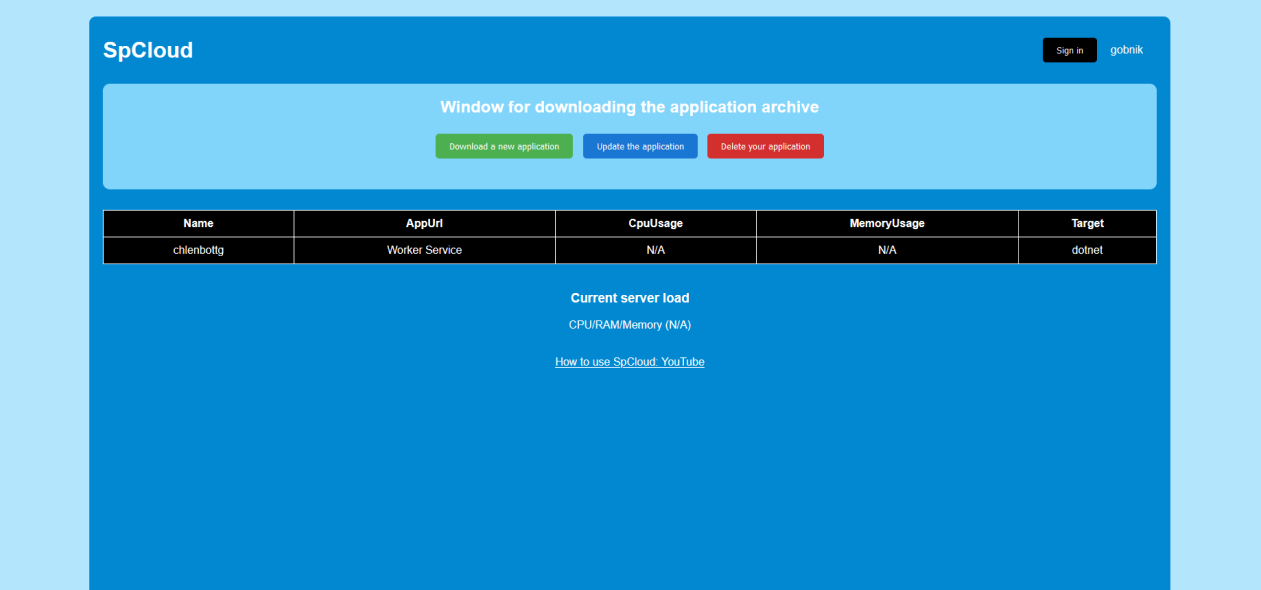 SpCloud
Sign in gobnik
Window for downloading the application archive
Download a new application Update the application Delete your application
Name AppUrl CpuUsage MemoryUsage Target
chlenbottg Worker Service N/A N/A dotnet
Current server load
CPU/RAM/Memory (N/A)
How to use SpCloud: YouTube